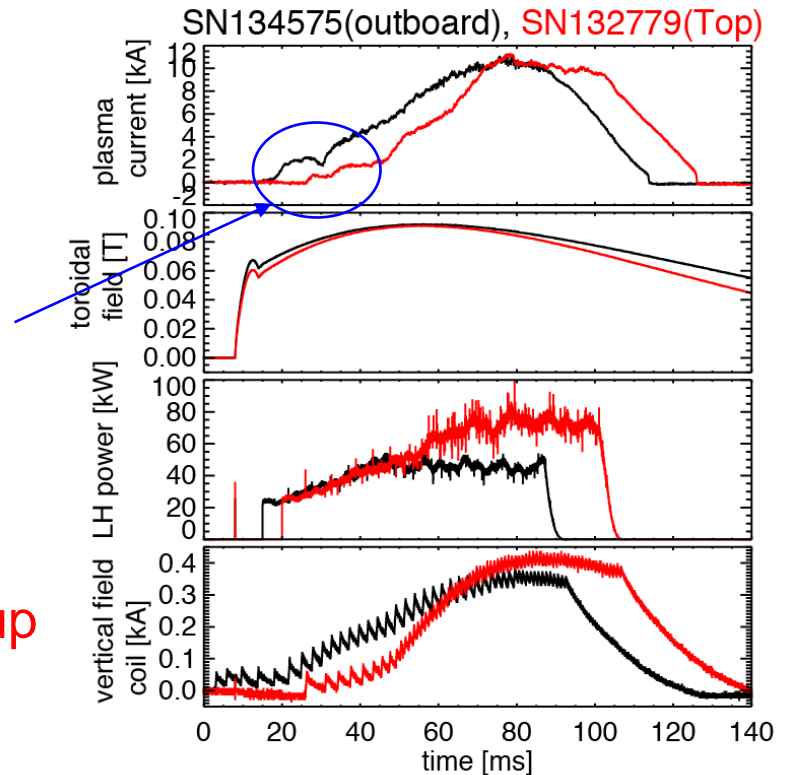 SN134575(outboard), SN132779(Top)
plasma
current [kA]
12
10
8
6
4
2
0
-2
toroidal
field [T]
0.10
0.08
0.06
0.04
0.02
0.00
LH power [kW]
100
80
60
40
20
0
up
vertical field
coil [kA]
0.4
0.3
0.2
0.1
0.0
0 20 40 60 80 100 120 140
time [ms]